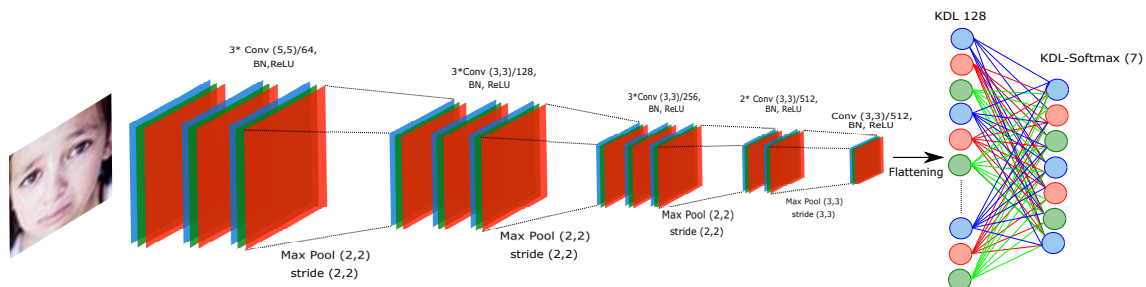 3* Conv (5,5)/64,
BN,ReLU
Max Pool (2,2)
stride (2,2)
3*Conv (3,3)/128,
BN, ReLU
Max Pool (2,2)
stride (2,2)
3*Conv (3,3)/256,
BN, ReLU
Max Pool (2,2)
stride (2,2)
2* Conv (3,3)/512,
BN, ReLU
Max Pool (3,3)
stride (3,3)
Conv (3,3)/512,
BN, ReLU
Flattening
KDL 128
KDL-Softmax (7)